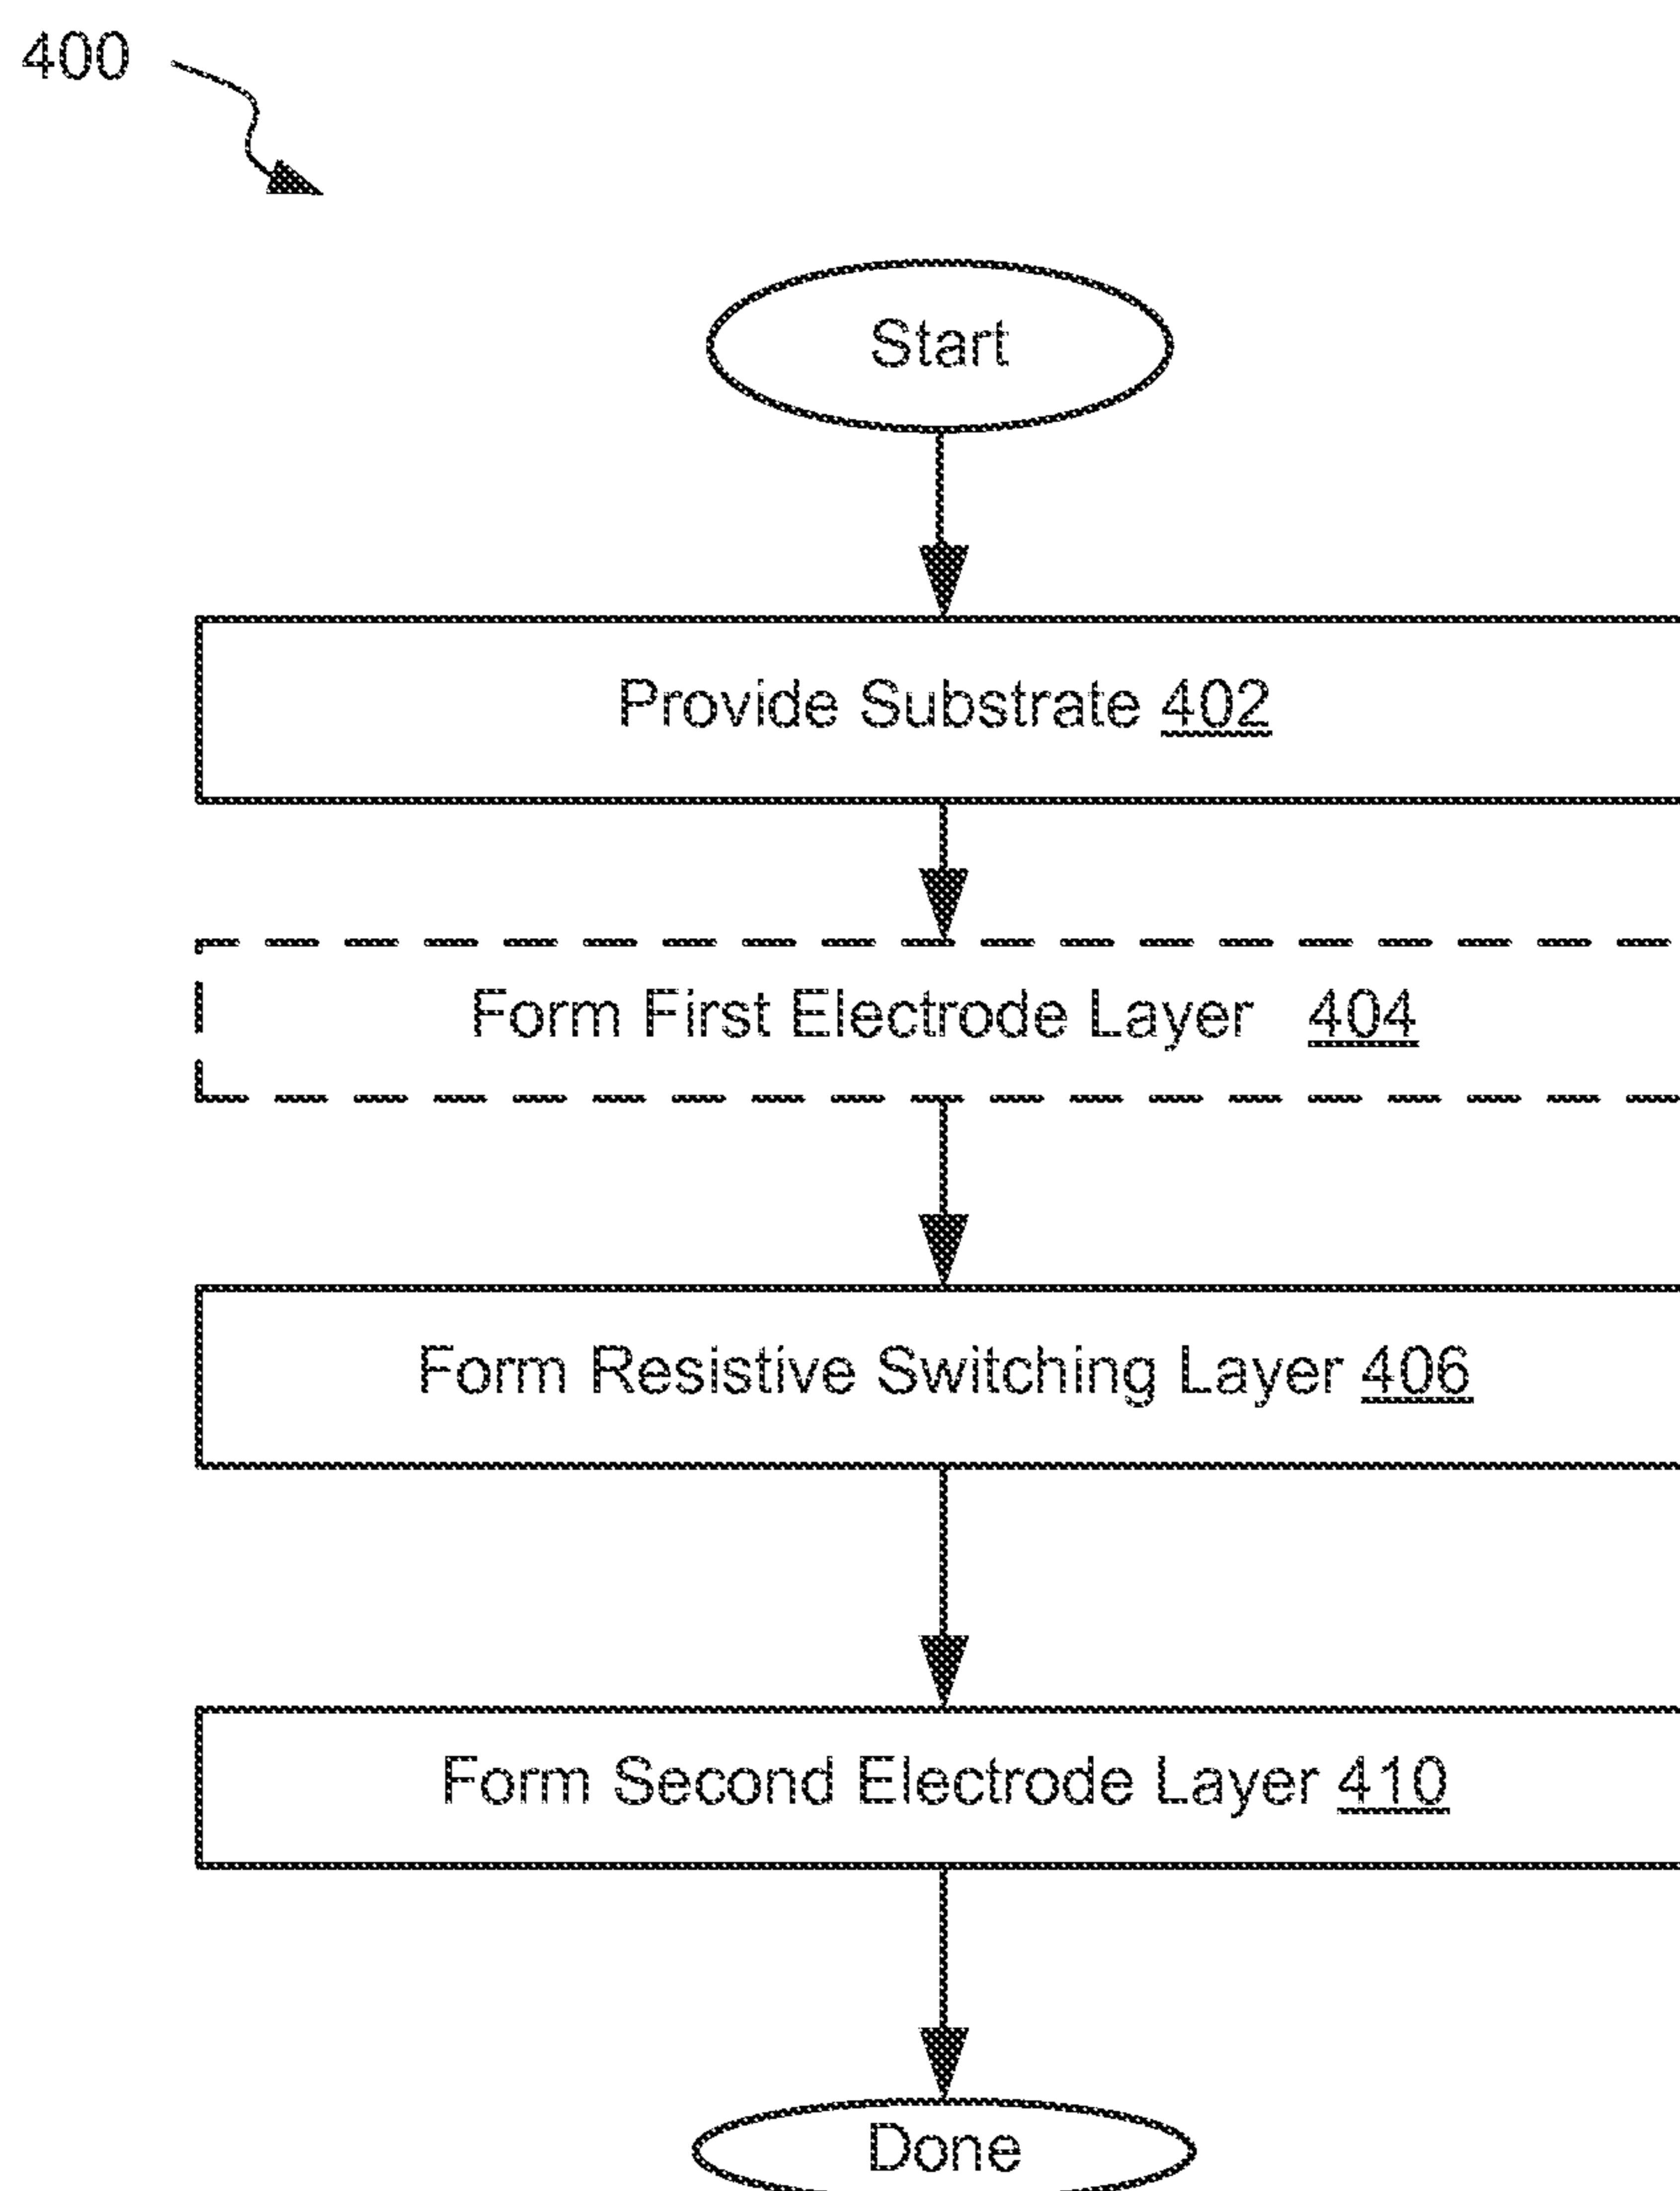 400
Start
Provide Substrate 402
Form First Electrode Layer 404
Form Resistive Switching Layer 406
Form Second Electrode Layer 410
Done